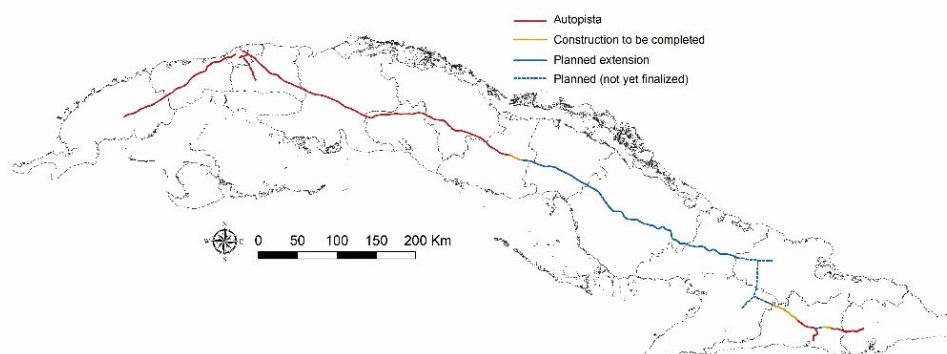 Autopista
Construction to be completed
Planned extension
Planned (not yet finalized)
N
W E
S
0 50 100 150 200 Km